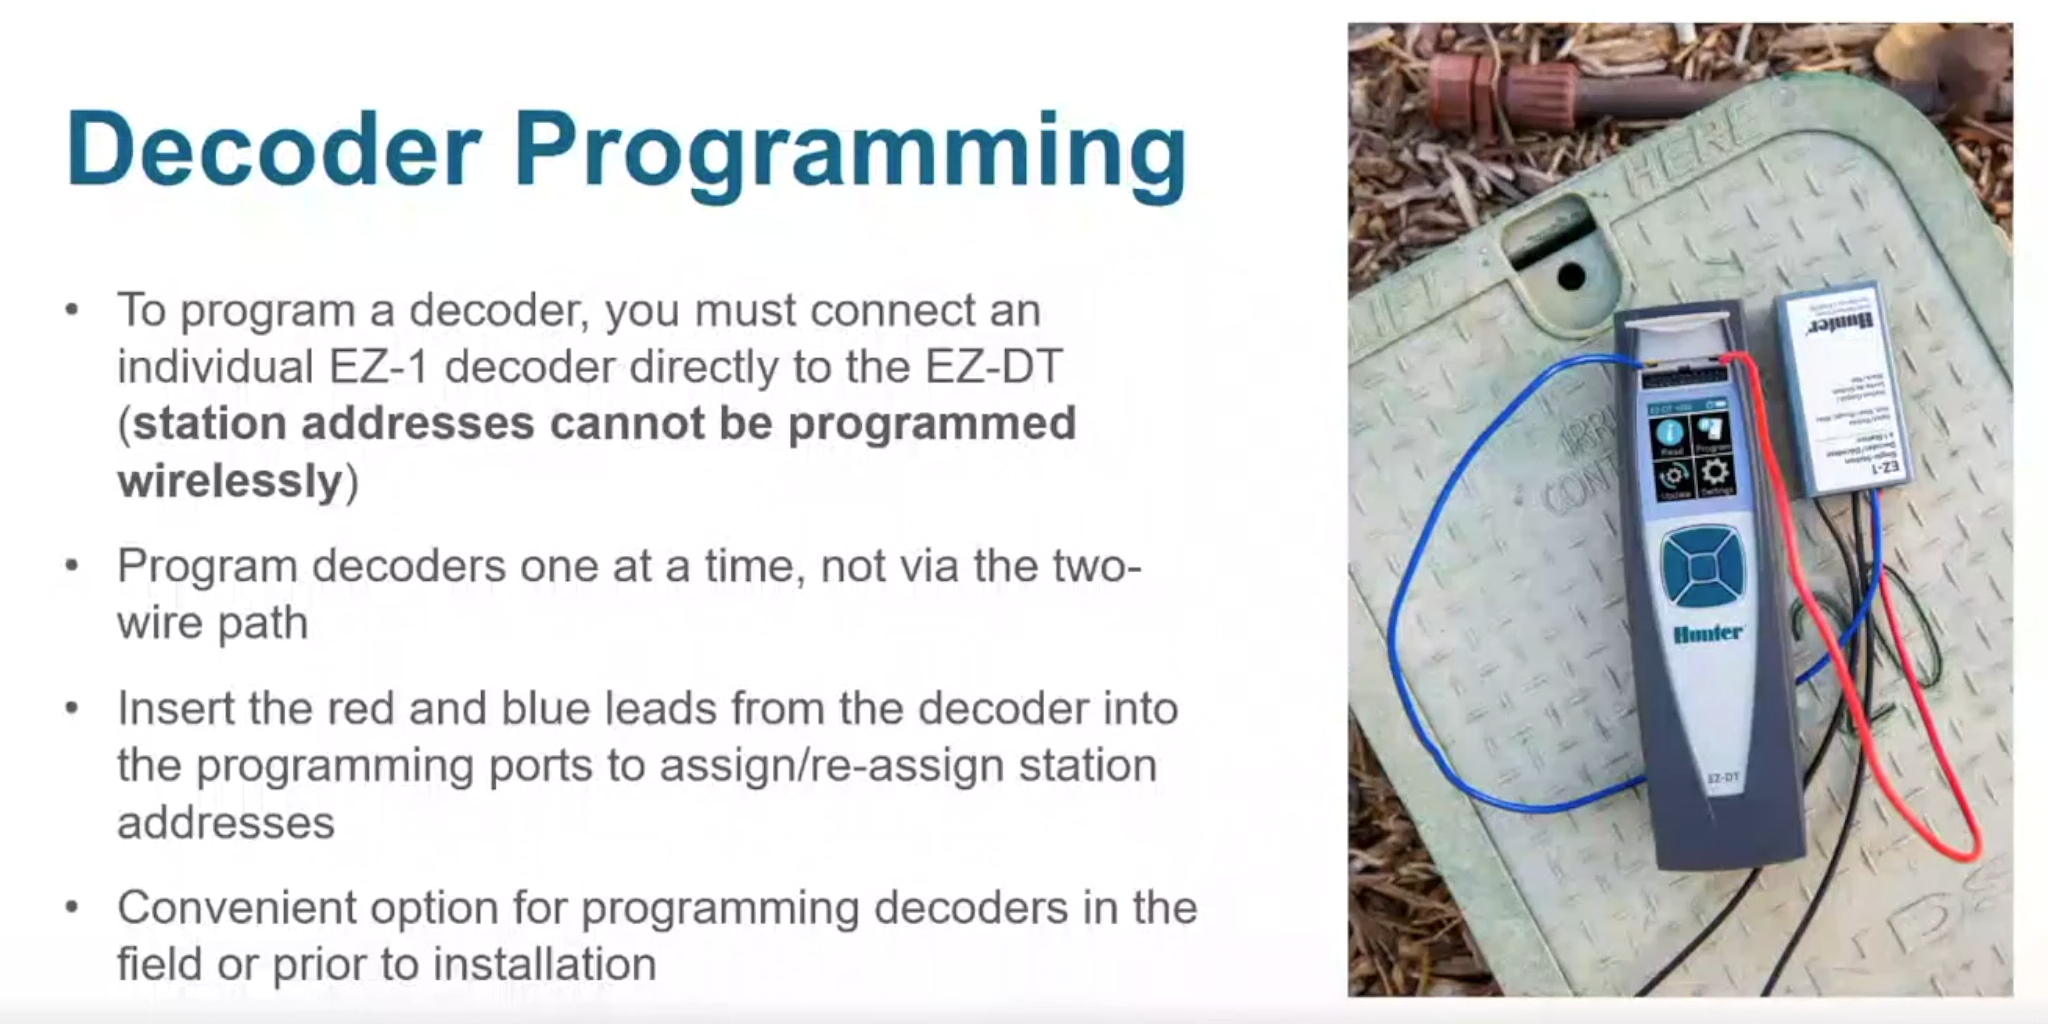 Decoder Programming
• To program a decoder, you must connect an
individual EZ-1 decoder directly to the EZ-DT
(station addresses cannot be programmed
wirelessly)
• Program decoders one at a time, not via the two-
wire path
• Insert the red and blue leads from the decoder into
the programming ports to assign/re-assign station
addresses
• Convenient option for programming decoders in the
field or prior to installation
HERE
LIFT
Hunter
EZ-1
Single-Station
Read Program
Update Settings
Hunter
EZ-DT